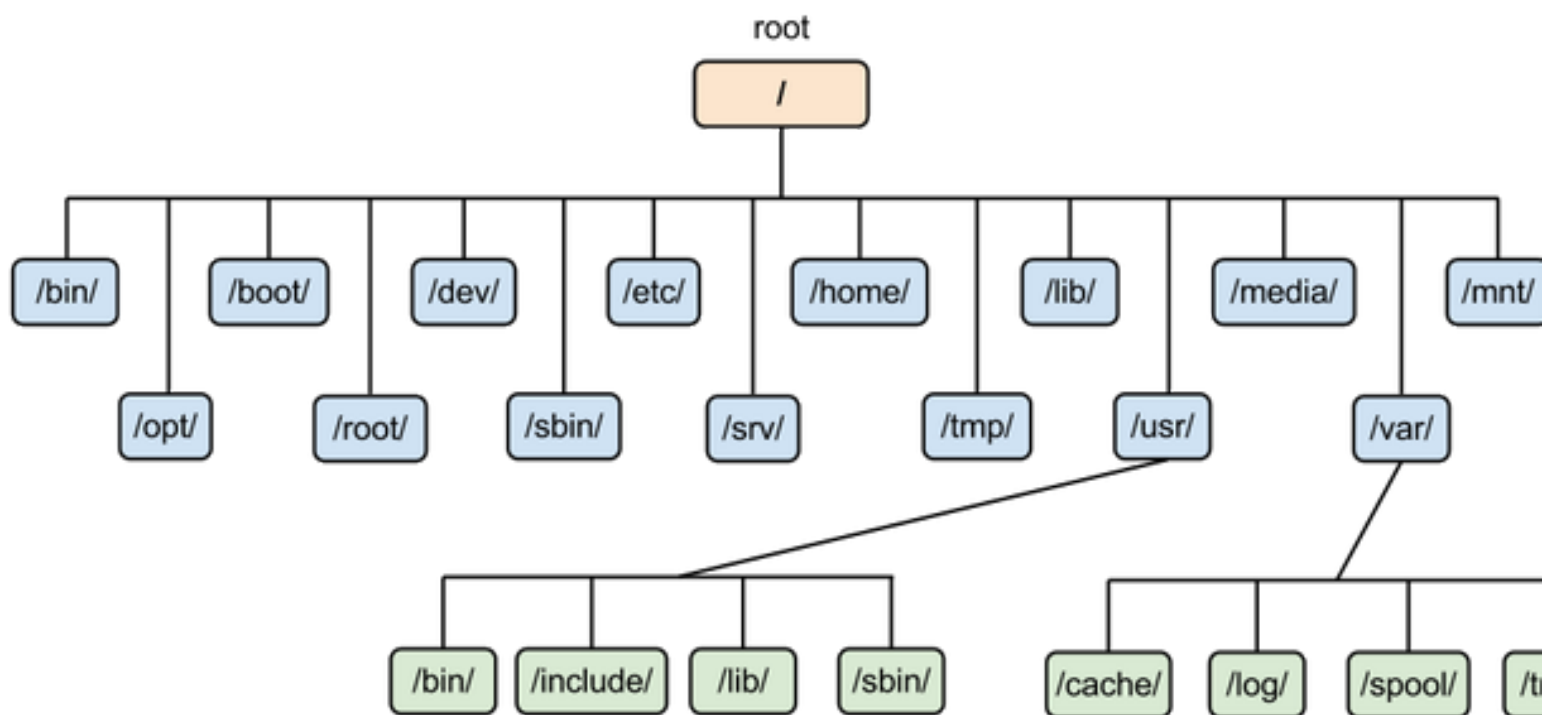 root
/
/bin/
/boot/
/dev/
/etc/
/home/
/lib/
/media/
/mnt/
/opt/
/root/
/sbin/
/srv/
/tmp/
/usr/
/var/
/bin/
/include/
/lib/
/sbin/
/cache/
/log/
/spool/